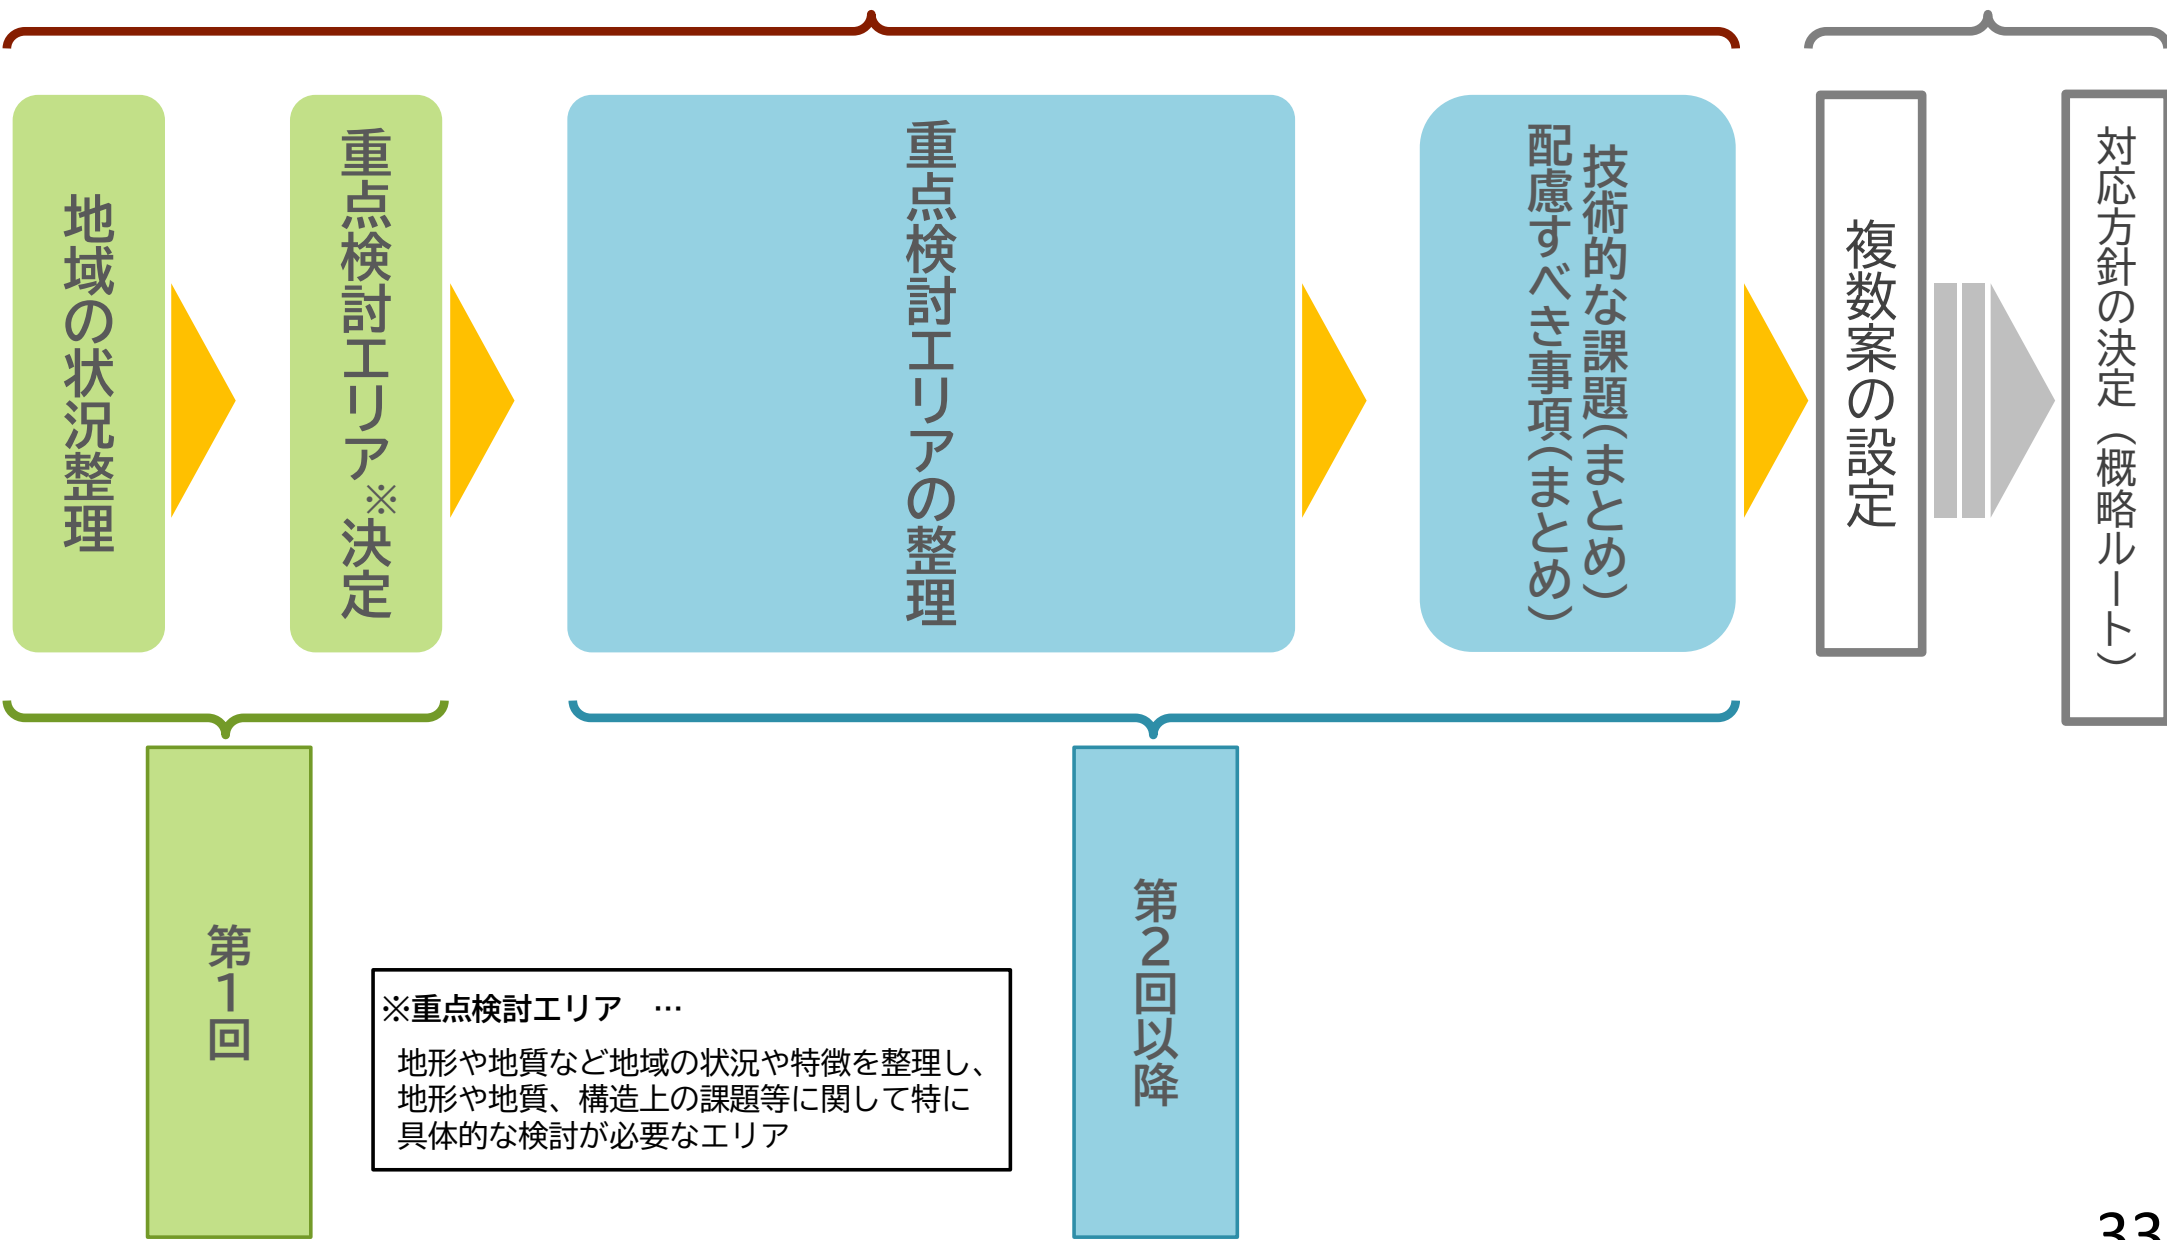 地域の状況整理
重点検討エリア※決定
重点検討エリアの整理
技術的な課題(まとめ)
配慮すべき事項(まとめ)
複数案の設定
対応方針の決定（概略ルート）
第1回
第2回以降
※重点検討エリア　…
地形や地質など地域の状況や特徴を整理し、
地形や地質、構造上の課題等に関して特に
具体的な検討が必要なエリア
33